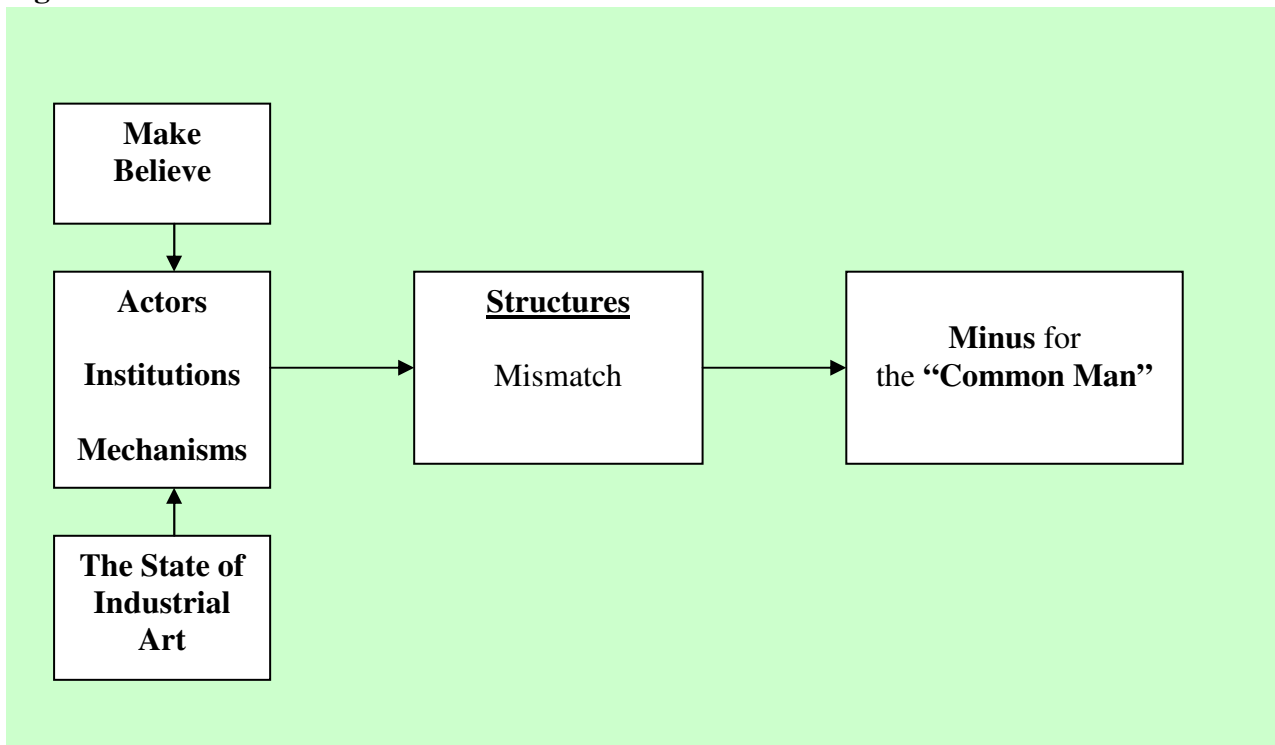 Make
Believe
Actors
Institutions
Mechanisms
The State of
Industrial
Art
Structures
Mismatch
Minus for
the “Common Man”